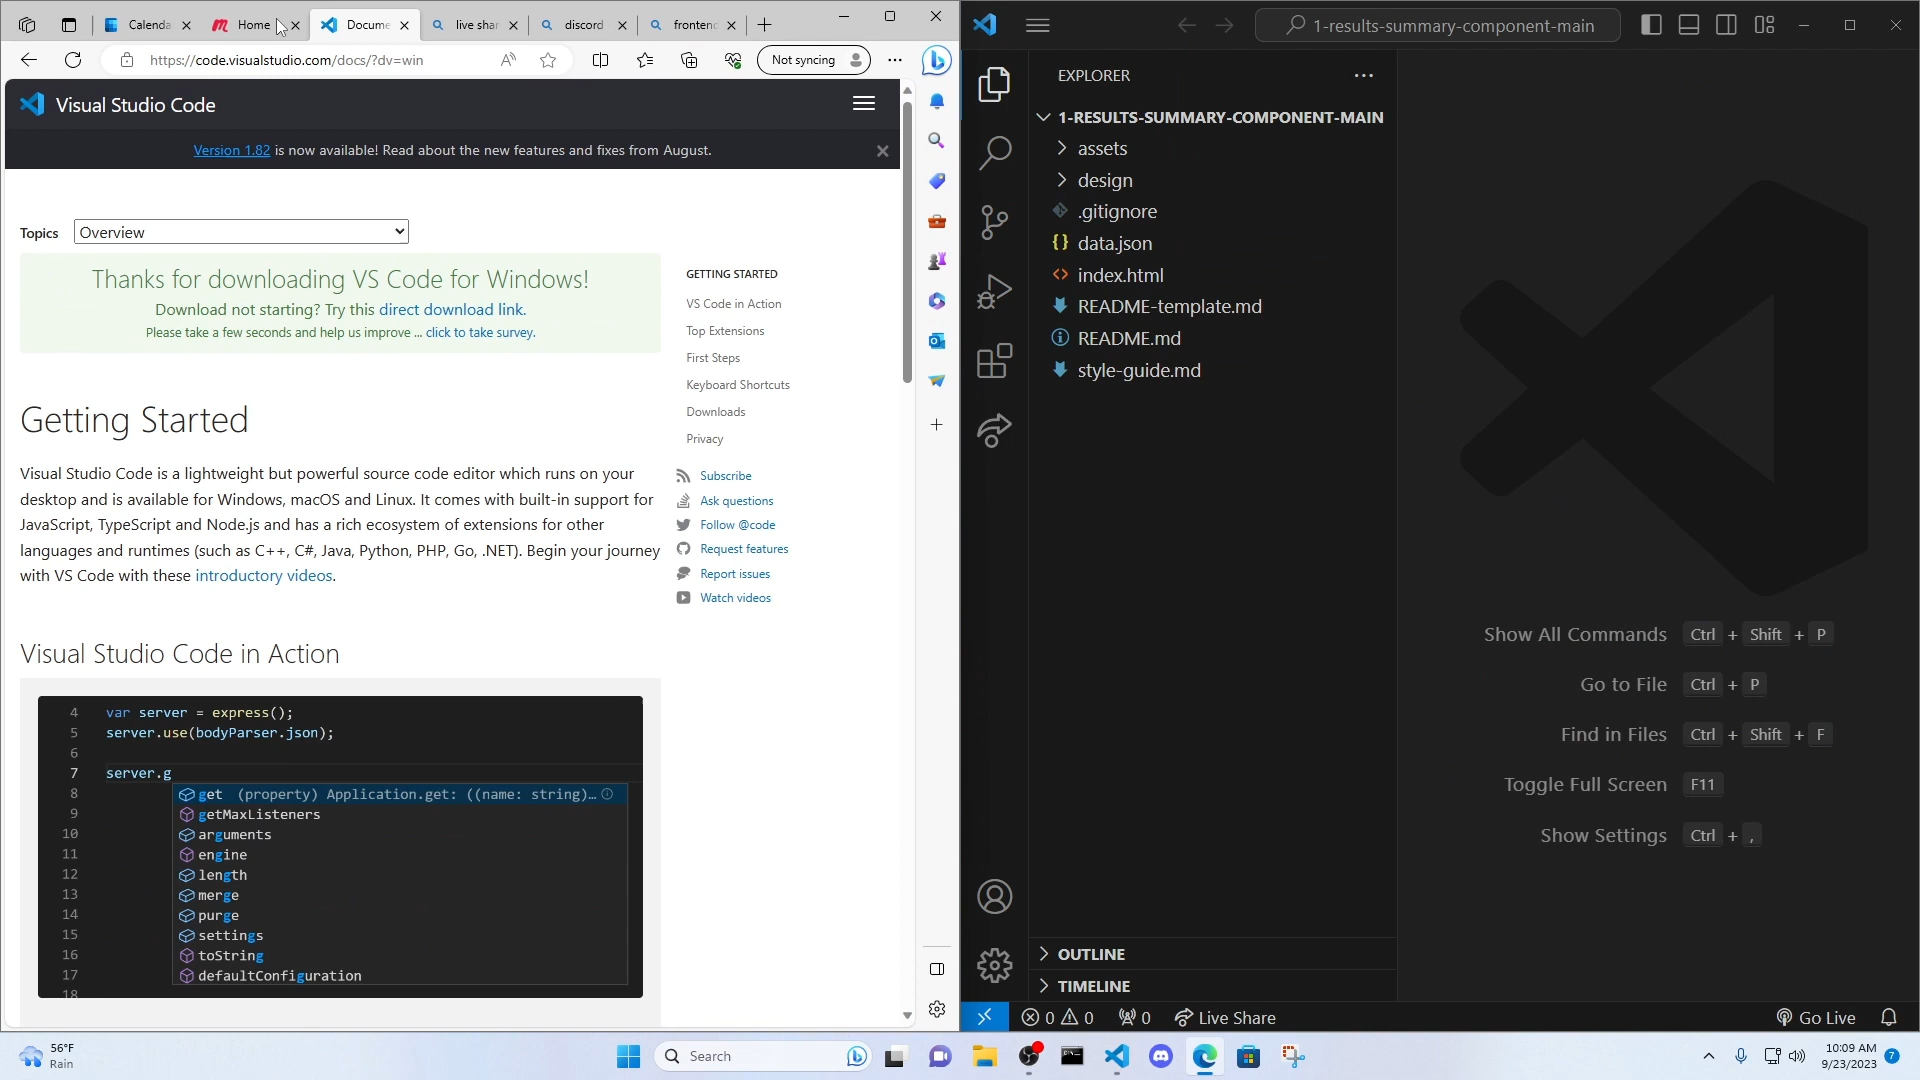 Calenda
Home
Docume
live shar
discord
frontend
https://code.visualstudio.com/docs/?dv=win
Not syncing
Visual Studio Code
Version 1.82 is now available! Read about the new features and fixes from August.
Topics
Overview
Thanks for downloading VS Code for Windows!
Download not starting? Try this direct download link.
Please take a few seconds and help us improve ... click to take survey.
Getting Started
Visual Studio Code is a lightweight but powerful source code editor which runs on your
desktop and is available for Windows, macOS and Linux. It comes with built-in support for
JavaScript, TypeScript and Node.js and has a rich ecosystem of extensions for other
languages and runtimes (such as C++, C#, Java, Python, PHP, Go, .NET). Begin your journey
with VS Code with these introductory videos.
GETTING STARTED
VS Code in Action
Top Extensions
First Steps
Keyboard Shortcuts
Downloads
Privacy
Subscribe
Ask questions
Follow @code
Request features
Report issues
Watch videos
Visual Studio Code in Action
4 var server = express();
5 server.use(bodyParser.json);
6
7 server.g
8 get (property) Application.get: ((name: string)…
9 getMaxListeners
10 arguments
11 engine
12 length
13 merge
14 purge
15 settings
16 toString
17 defaultConfiguration
18
1-results-summary-component-main
EXPLORER
1-RESULTS-SUMMARY-COMPONENT-MAIN
assets
design
.gitignore
data.json
index.html
README-template.md
README.md
style-guide.md
Show All Commands Ctrl + Shift + P
Go to File Ctrl + P
Find in Files Ctrl + Shift + F
Toggle Full Screen F11
Show Settings Ctrl + ,
OUTLINE
TIMELINE
0 0 0 Live Share
Go Live
56°F
Rain
Search
10:09 AM
9/23/2023
7